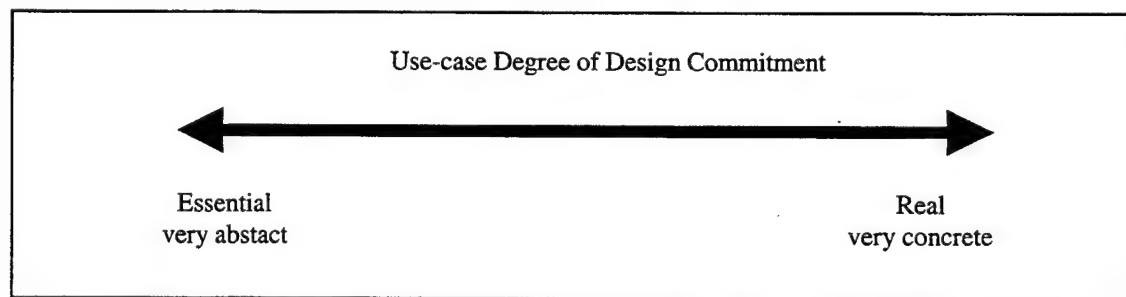 Use-case Degree of Design Commitment
Essential
very abstact
Real
very concrete